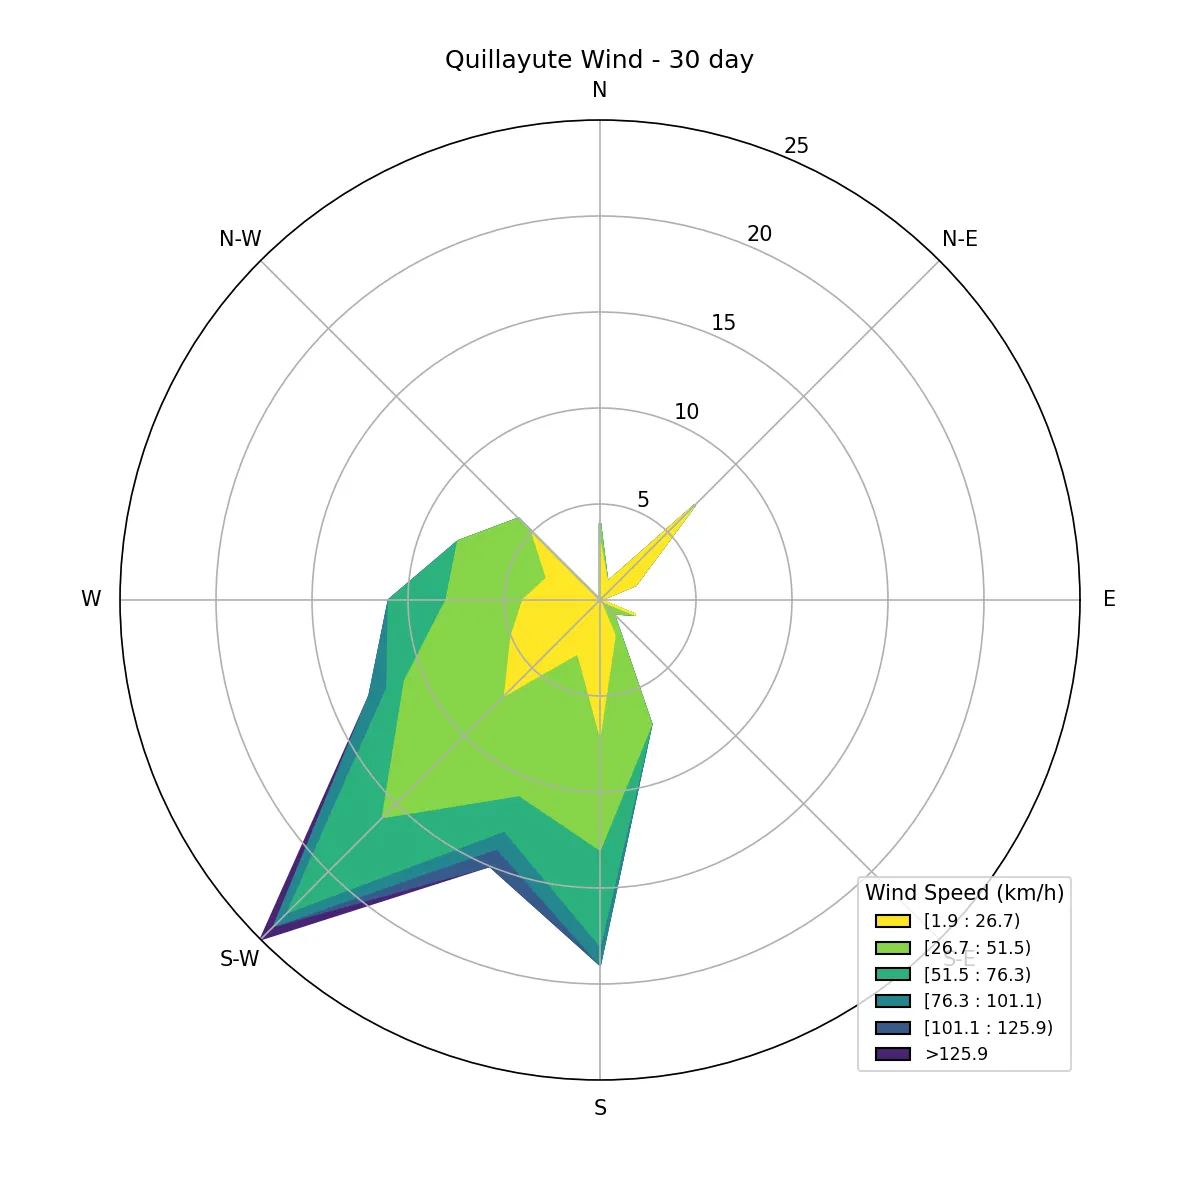 Quillayute Wind - 30 day
N
25
N-W
20
N-E
15
10
5
W
E
Wind Speed (km/h)
[1.9 : 26.7)
[26.7 : 51.5)
S-W
S-E
[51.5 : 76.3)
[76.3 : 101.1)
[101.1 : 125.9)
>125.9
S